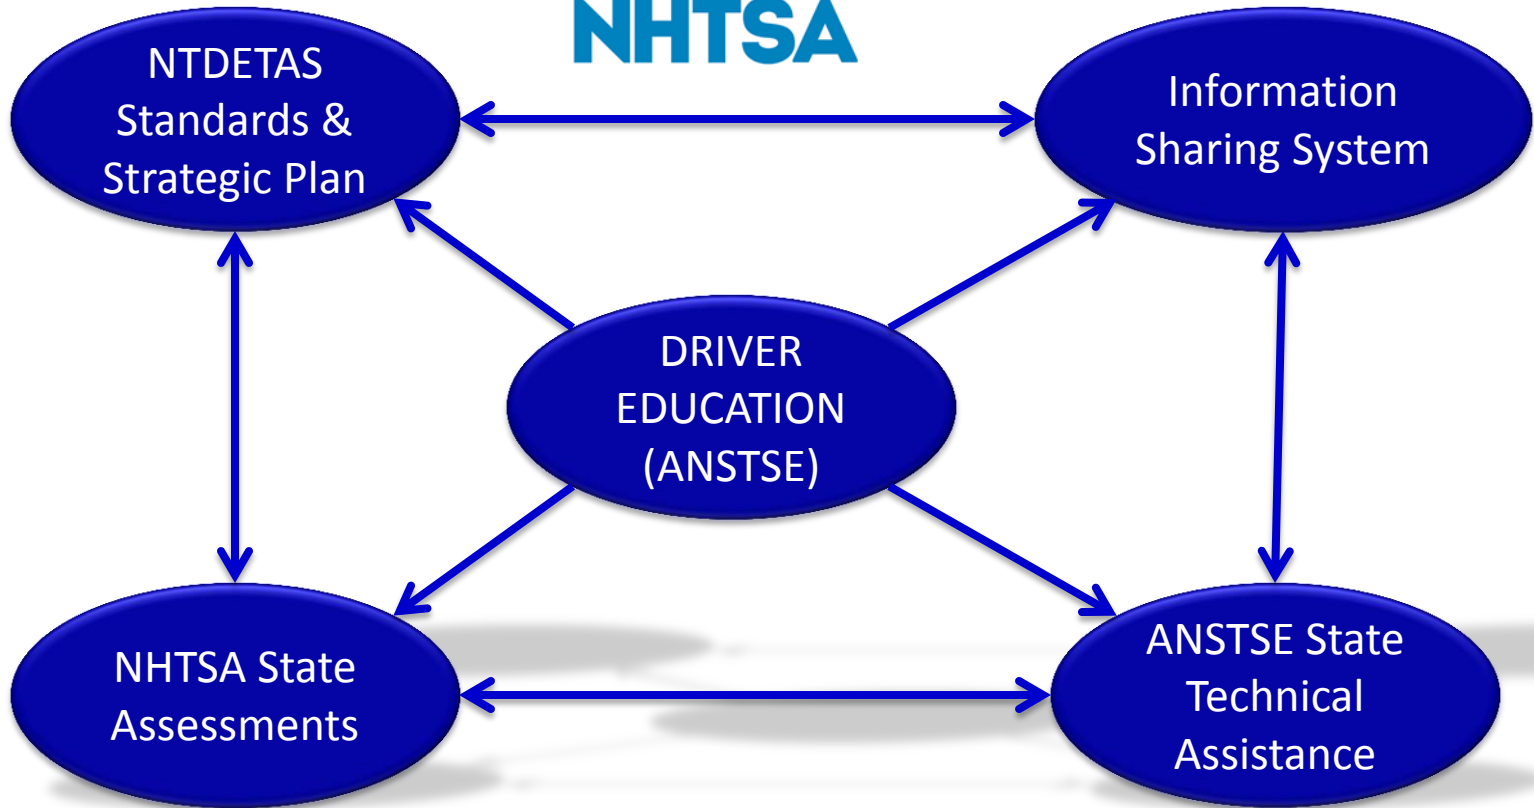 NHTSA
NTDETAS
Standards &
Strategic Plan
Information
Sharing System
DRIVER
EDUCATION
(ANSTSE)
NHTSA State
Assessments
ANSTSE State
Technical
Assistance